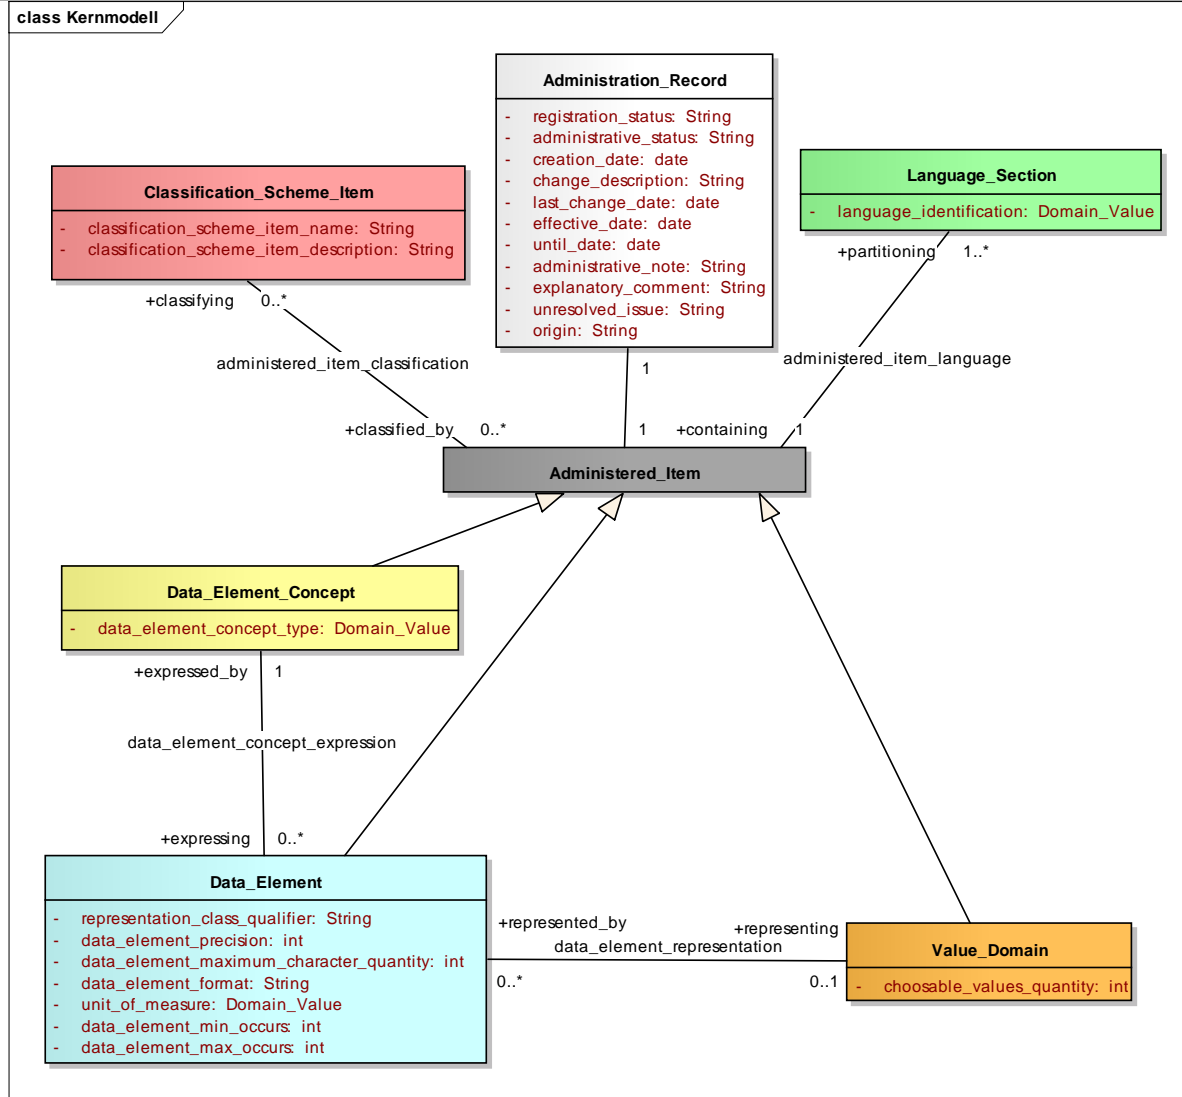 class Kernmodell
Administration_Record
- registration_status: String
- administrative_status: String
- creation_date: date
- change_description: String
- last_change_date: date
- effective_date: date
- until_date: date
- administrative_note: String
- explanatory_comment: String
- unresolved_issue: String
- origin: String
Classification_Scheme_Item
- classification_scheme_item_name: String
- classification_scheme_item_description: String
Language_Section
- language_identification: Domain_Value
+partitioning 1..*
+classifying 0..*
administered_item_classification
administered_item_language
1
+classified_by 0..*
1
+containing 1
Administered_Item
Data_Element_Concept
- data_element_concept_type: Domain_Value
+expressed_by 1
data_element_concept_expression
+expressing 0..*
Data_Element
- representation_class_qualifier: String
- data_element_precision: int
- data_element_maximum_character_quantity: int
- data_element_format: String
- unit_of_measure: Domain_Value
- data_element_min_occurs: int
- data_element_max_occurs: int
+represented_by +representing
data_element_representation
0..* 0..1
Value_Domain
- choosable_values_quantity: int